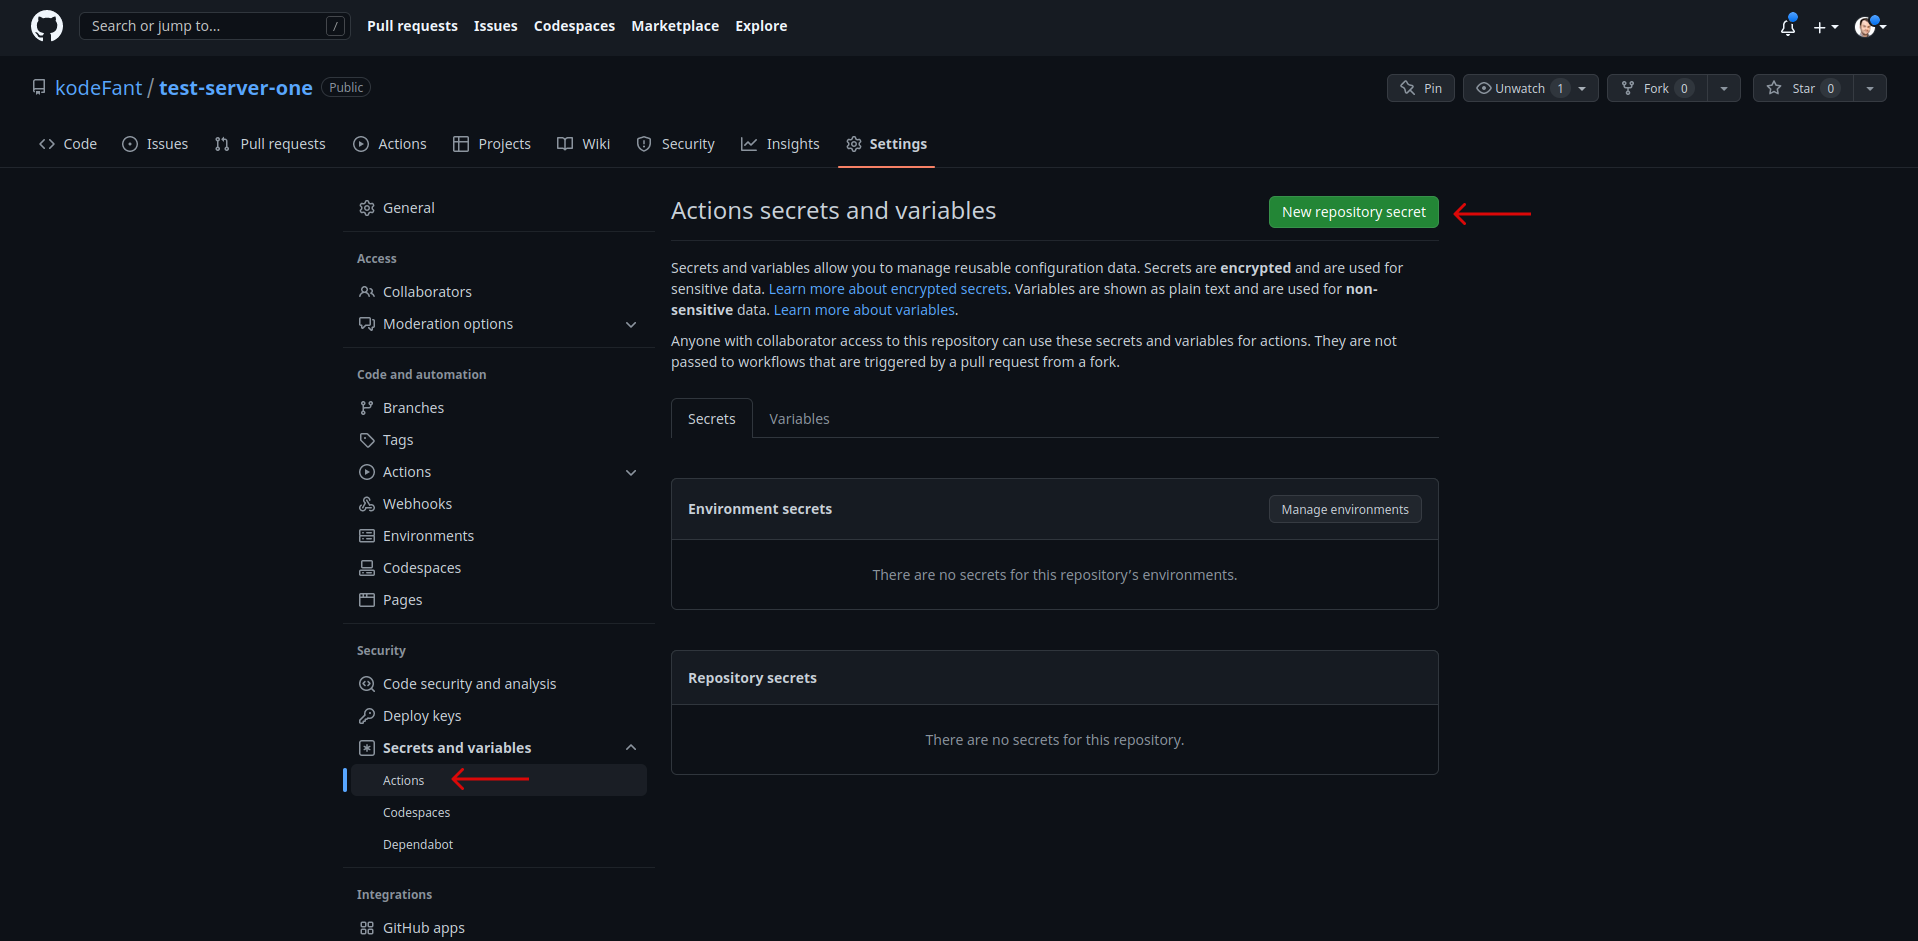 Search or jump to... /
Pull requests Issues Codespaces Marketplace Explore
kodeFant / test-server-one Public
Pin Unwatch 1 Fork 0 Star 0
Code Issues Pull requests Actions Projects Wiki Security Insights Settings
General
Access
Collaborators
Moderation options
Code and automation
Branches
Tags
Actions
Webhooks
Environments
Codespaces
Pages
Security
Code security and analysis
Deploy keys
Secrets and variables
Actions
Codespaces
Dependabot
Integrations
GitHub apps
Actions secrets and variables
New repository secret
Secrets and variables allow you to manage reusable configuration data. Secrets are encrypted and are used for
sensitive data. Learn more about encrypted secrets. Variables are shown as plain text and are used for non-
sensitive data. Learn more about variables.
Anyone with collaborator access to this repository can use these secrets and variables for actions. They are not
passed to workflows that are triggered by a pull request from a fork.
Secrets Variables
Environment secrets
Manage environments
There are no secrets for this repository’s environments.
Repository secrets
There are no secrets for this repository.